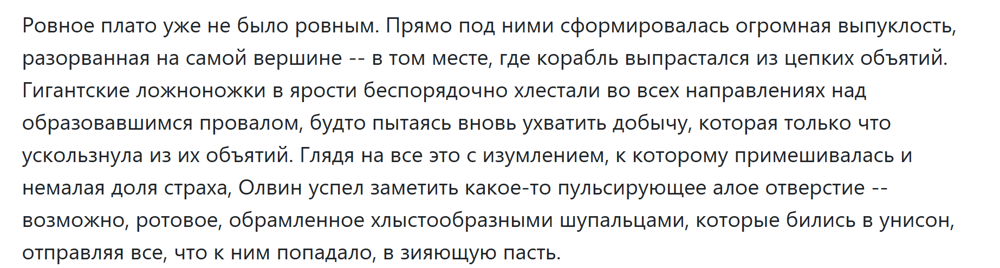 Ровное плато уже не было ровным. Прямо под ними сформировалась огромная выпуклость,
разорванная на самой вершине -- в том месте, где корабль выпрастался из цепких объятий.
Гигантские ложноножки в ярости беспорядочно хлестали во всех направлениях над
образовавшимся провалом, будто пытаясь вновь ухватить добычу, которая только что
ускользнула из их объятий. Глядя на все это с изумлением, к которому примешивалась и
немалая доля страха, Олвин успел заметить какое-то пульсирующее алое отверстие --
возможно, ротовое, обрамленное хлыстообразными шупальцами, которые бились в унисон,
отправляя все, что к ним попадало, в зияющую пасть.